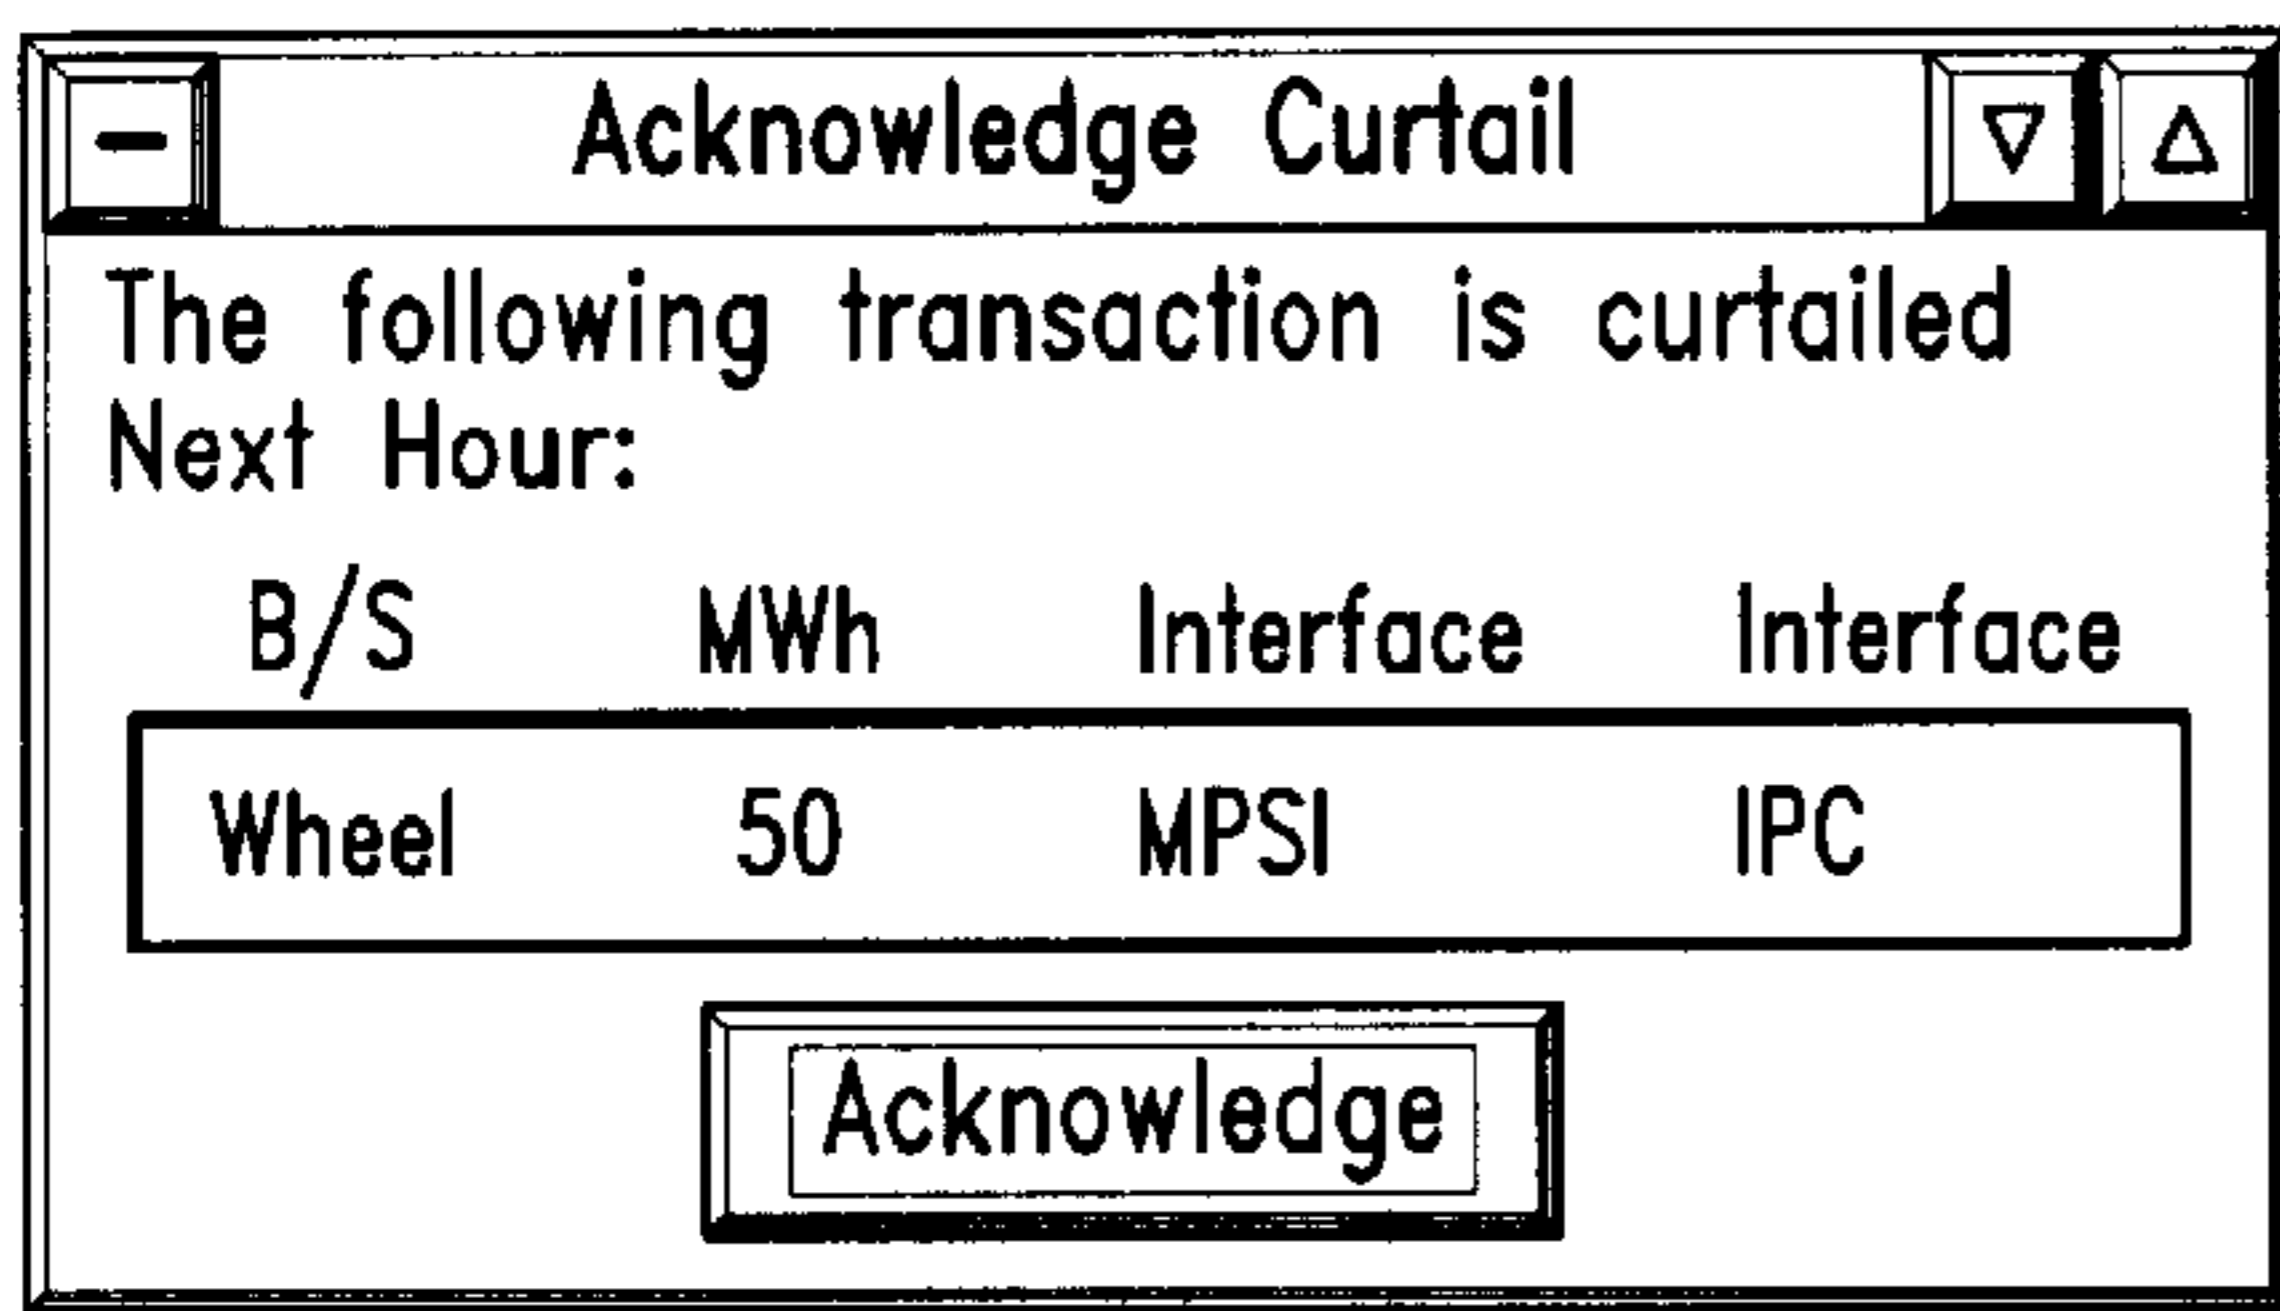 Acknowledge Curtail
The following transaction is curtailed
Next Hour:
B/S MWh Interface Interface
Wheel 50 MPSI IPC
Acknowledge